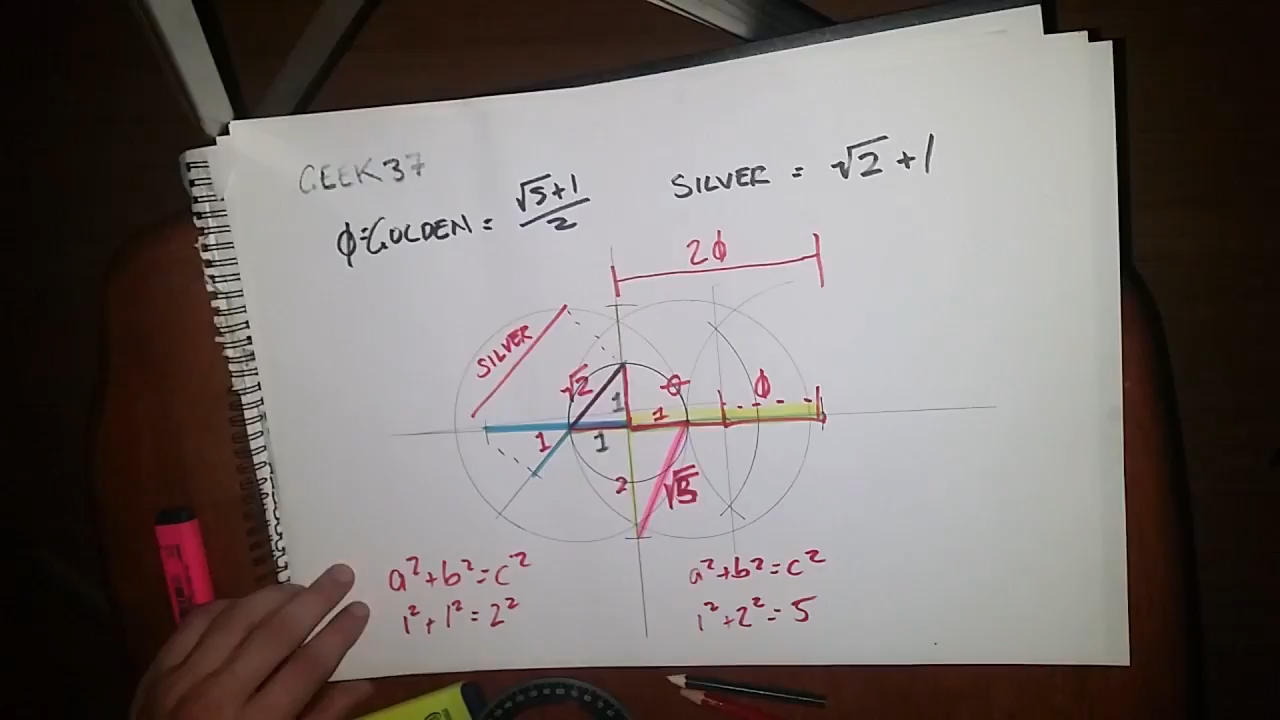 GEEK37
φ=GOLDEN = √5+1/2
SILVER = √2 +1
2φ
SILVER
√2
1
1
φ
1
1
2
√5
a²+b²=c²
1²+1²=2²
a²+b²=c²
1²+2²=5